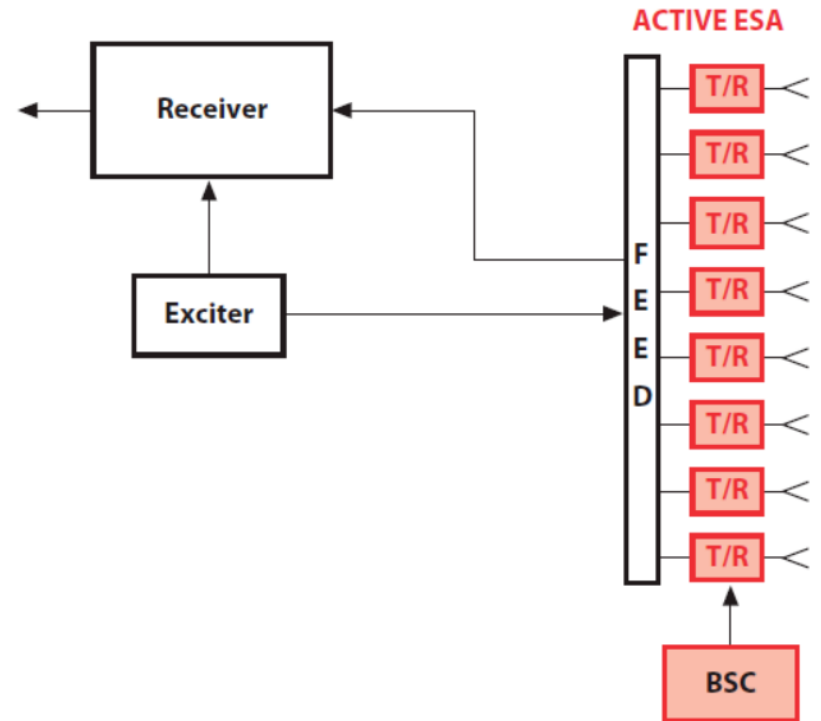 ACTIVE ESA
Receiver
Exciter
F
E
E
D
T/R
T/R
T/R
T/R
T/R
T/R
T/R
T/R
BSC